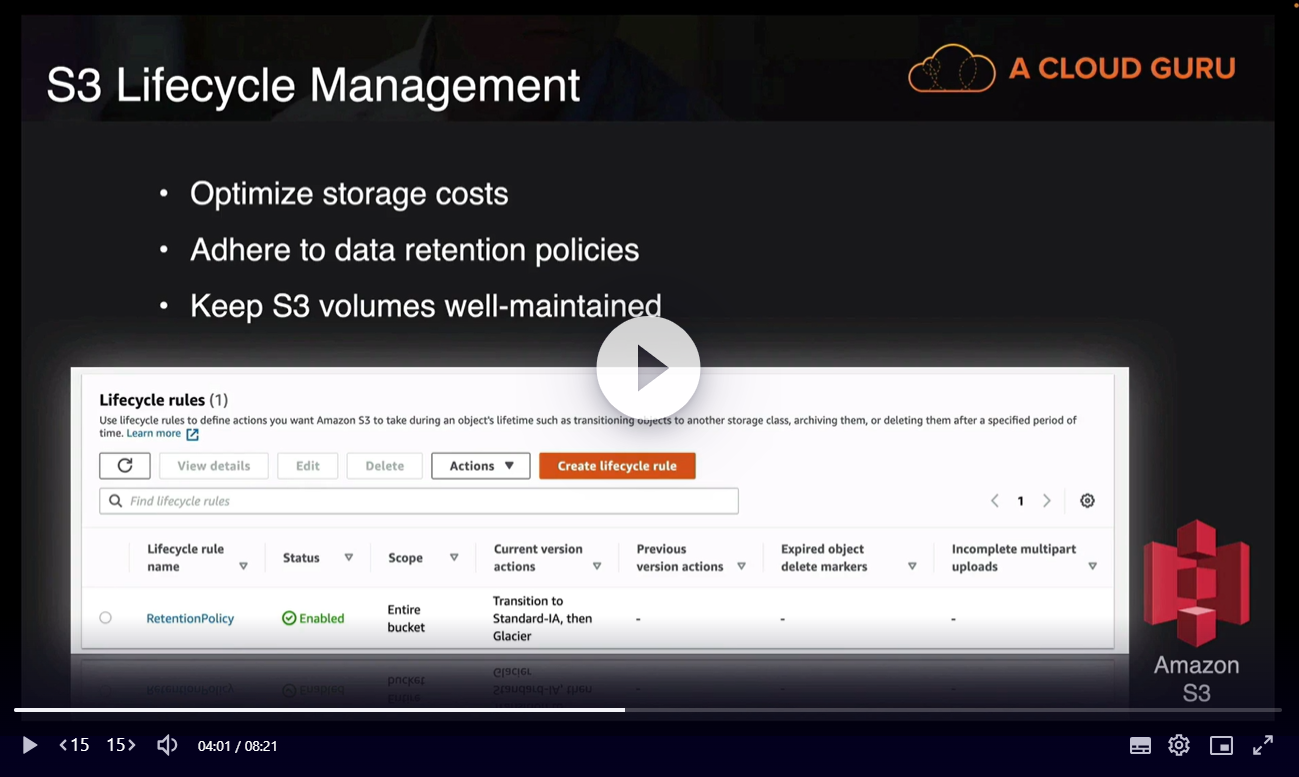 S3 Lifecycle Management
A CLOUD GURU
• Optimize storage costs
• Adhere to data retention policies
• Keep S3 volumes well-maintained
Lifecycle rules (1)
Use lifecycle rules to define actions you want Amazon S3 to take during an object's lifetime such as transitioning objects to another storage class, archiving them, or deleting them after a specified period of
time. Learn more
View details
Edit
Delete
Actions
Create lifecycle rule
Find lifecycle rules
1
Lifecycle rule
name
Status
Scope
Current version
actions
Previous
version actions
Expired object
delete markers
Incomplete multipart
uploads
RetentionPolicy
Enabled
Entire
bucket
Transition to
Standard-IA, then
Glacier
-
-
-
Amazon
S3
15
15
04:01 / 08:21